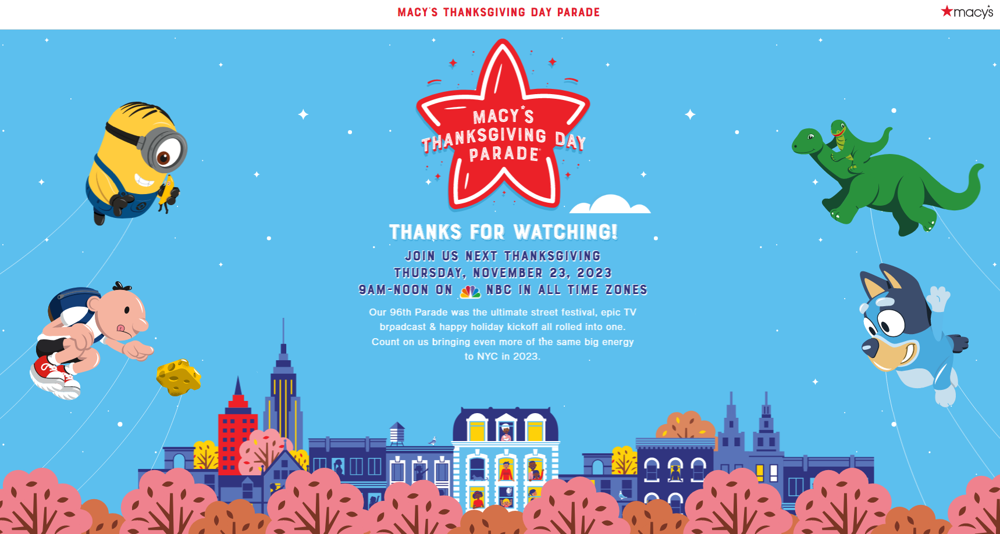 MACY'S THANKSGIVING DAY PARADE
macy's
MACY'S
THANKSGIVING DAY
PARADE
THANKS FOR WATCHING!
JOIN US NEXT THANKSGIVING
THURSDAY, NOVEMBER 23, 2023
9AM-NOON ON NBC IN ALL TIME ZONES
Our 96th Parade was the ultimate street festival, epic TV
brpadcast & happy holiday kickoff all rolled into one.
Count on us bringing even more of the same big energy
to NYC in 2023.